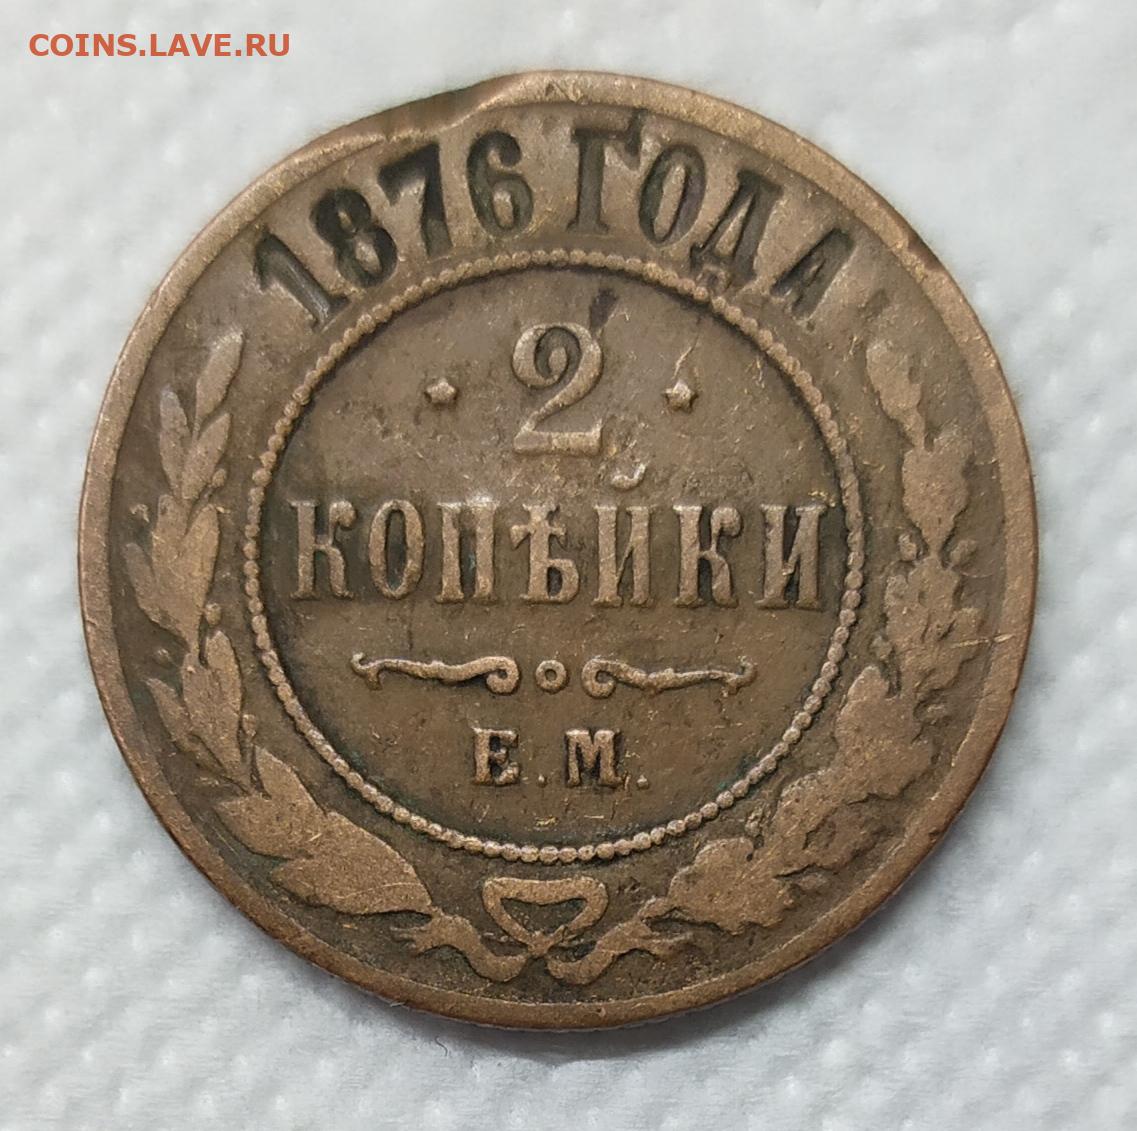 COINS.LAVE.RU
1876 ГОДА
· 2 ·
КОПѢЙКИ
Е.М.